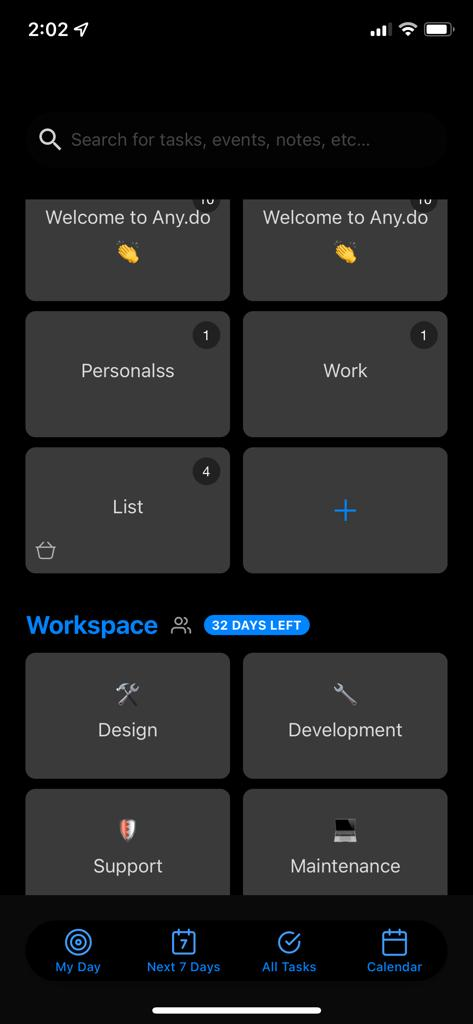 2:02
Search for tasks, events, notes, etc...
10
10
Welcome to Any.do
Welcome to Any.do
1
1
Personalss
Work
4
List
Workspace
32 DAYS LEFT
Design
Development
Support
Maintenance
7
My Day
Next 7 Days
All Tasks
Calendar